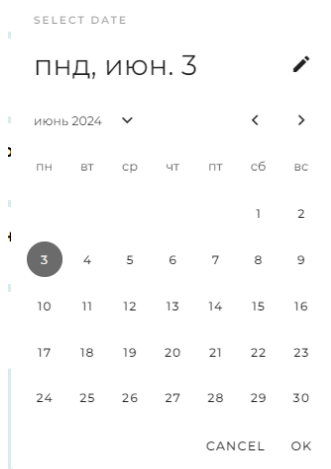 SELECT DATE
пнд, июн. 3
июнь 2024
пн вт ср чт пт сб вс
1 2
3 4 5 6 7 8 9
10 11 12 13 14 15 16
17 18 19 20 21 22 23
24 25 26 27 28 29 30
CANCEL OK